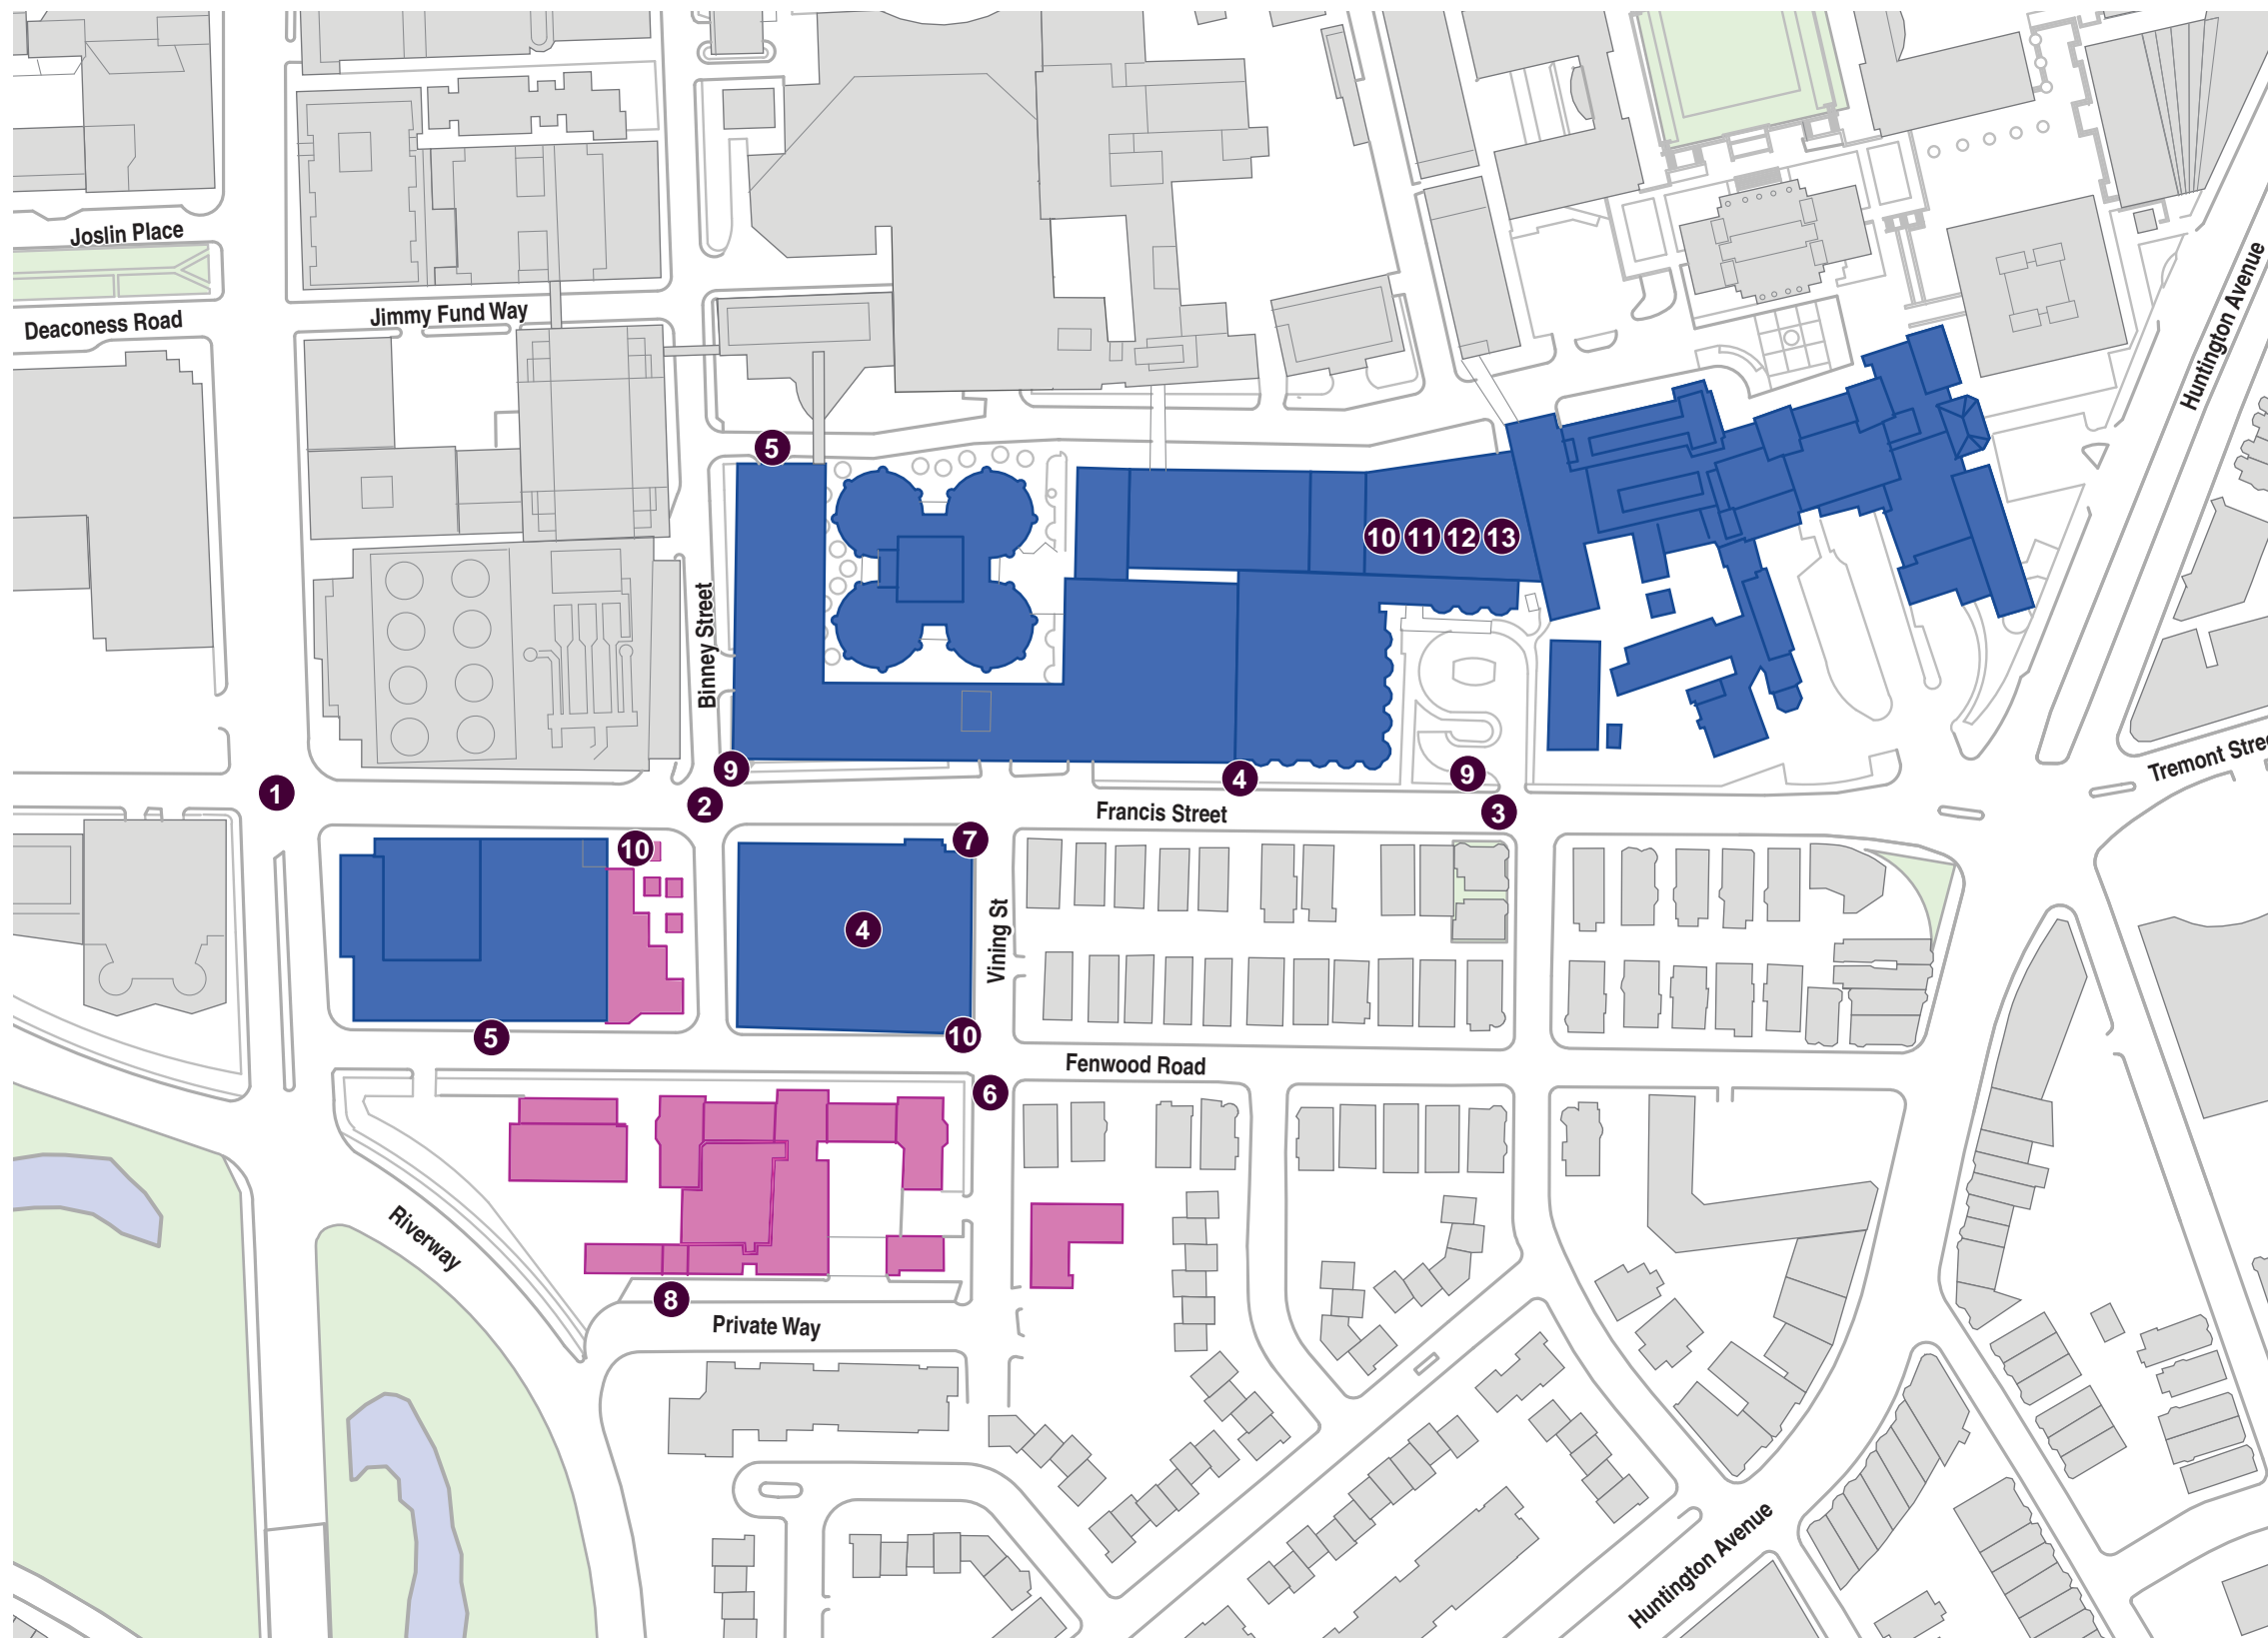 Joslin Place
Deaconess Road
Jimmy Fund Way
Huntington Avenue
5
10 11 12 13
Binney Street
Tremont Stree
9
9
4
1
2
3
Francis Street
7
10
4
Vining St
5
10
Fenwood Road
6
Riverway
8
Private Way
Huntington Avenue